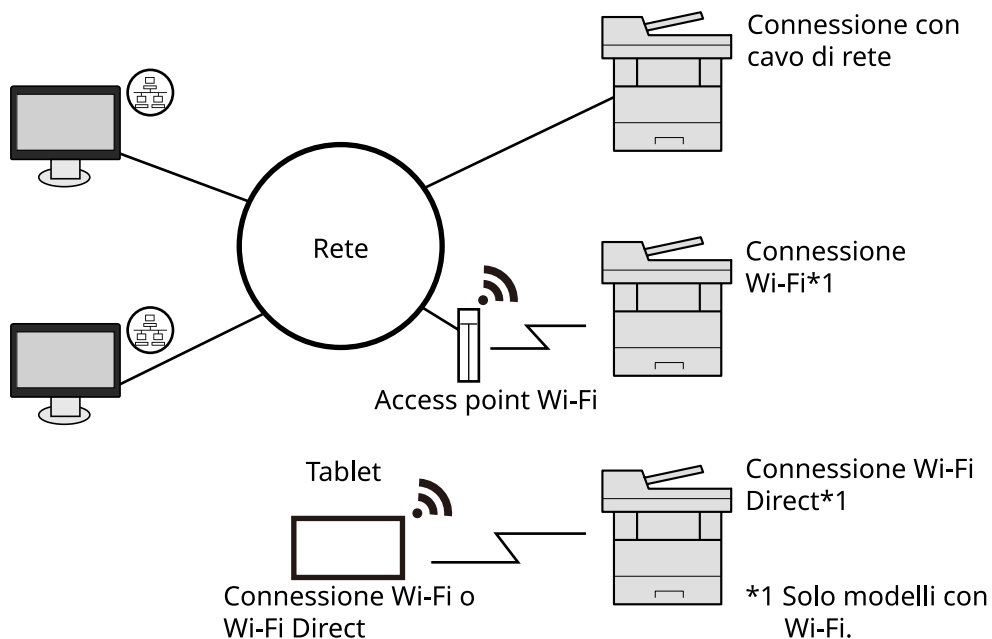 Connessione con
cavo di rete
Rete
Connessione
Wi-Fi*1
Access point Wi-Fi
Tablet
Connessione Wi-Fi
Direct*1
Connessione Wi-Fi o
Wi-Fi Direct
*1 Solo modelli con
Wi-Fi.